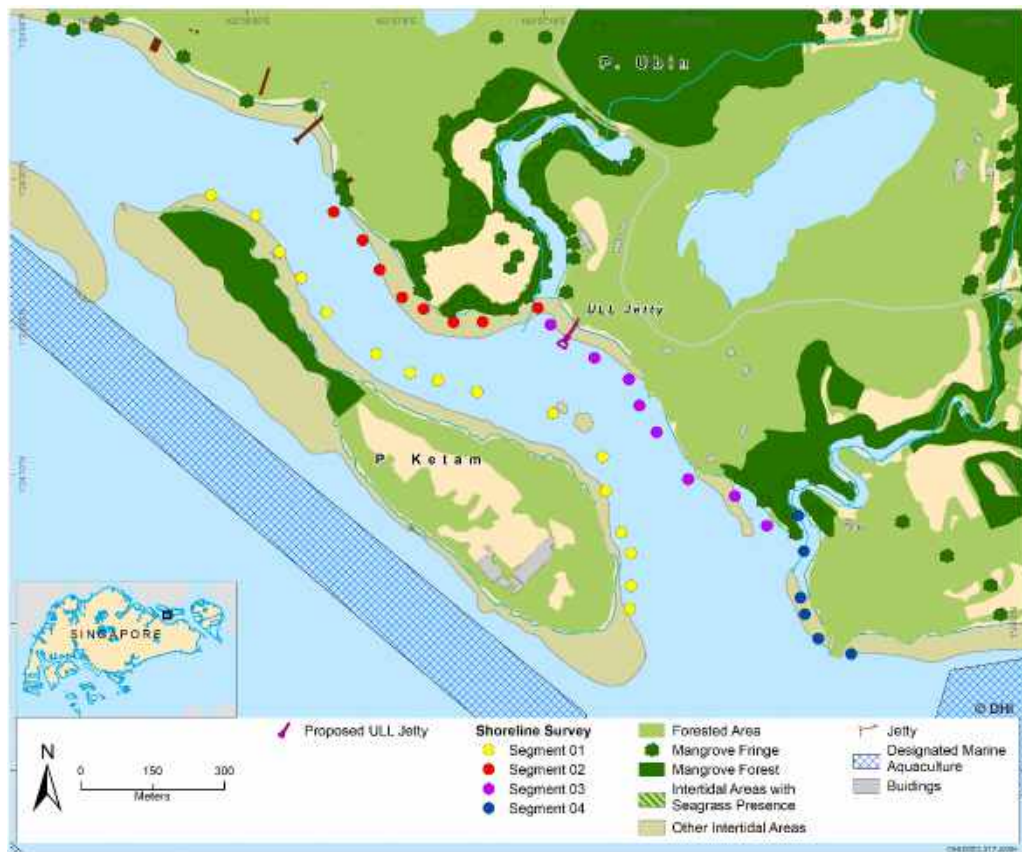 P. Ubin
ULL Jetty
P. Ketam
SINGAPORE
© DHI
N
0 150 300
Meters
Proposed ULL Jetty
Shoreline Survey
Segment 01
Segment 02
Segment 03
Segment 04
Forested Area
Mangrove Fringe
Mangrove Forest
Intertidal Areas with
Seagrass Presence
Other Intertidal Areas
Jetty
Designated Marine
Aquaculture
Buidings